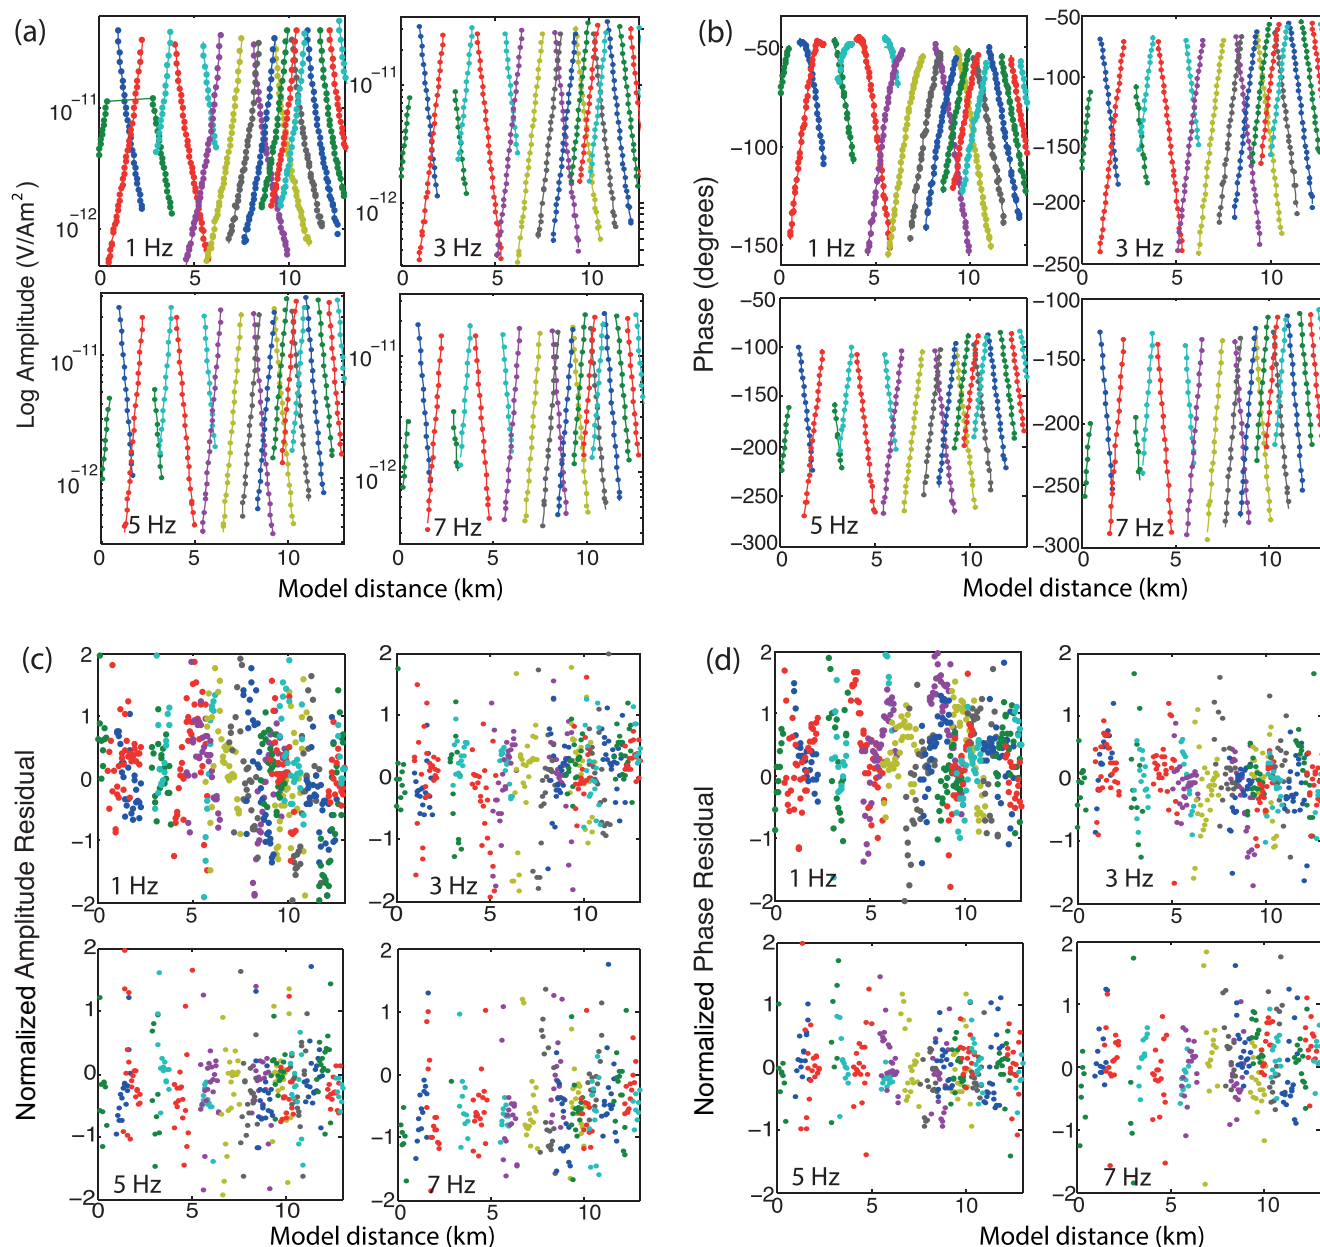 (a)
Log Amplitude (V/Am²)
10⁻¹¹
10⁻¹²
1 Hz
0 5 10
10⁻¹¹
10⁻¹²
3 Hz
0 5 10
10⁻¹¹
10⁻¹²
5 Hz
0 5 10
10⁻¹¹
10⁻¹²
7 Hz
0 5 10
Model distance (km)
(b)
Phase (degrees)
0
−50
−100
−150
1 Hz
0 5 10
−50
−100
−150
−200
−250
3 Hz
0 5 10
−50
−100
−150
−200
−250
−300
5 Hz
0 5 10
−100
−150
−200
−250
−300
7 Hz
0 5 10
Model distance (km)
(c)
Normalized Amplitude Residual
2
1
0
−1
−2
1 Hz
0 5 10
2
1
0
−1
−2
3 Hz
0 5 10
2
1
0
−1
−2
5 Hz
0 5 10
2
1
0
−1
−2
7 Hz
0 5 10
Model distance (km)
(d)
Normalized Phase Residual
2
1
0
−1
−2
1 Hz
0 5 10
2
1
0
−1
−2
3 Hz
0 5 10
2
1
0
−1
−2
5 Hz
0 5 10
2
1
0
−1
−2
7 Hz
0 5 10
Model distance (km)